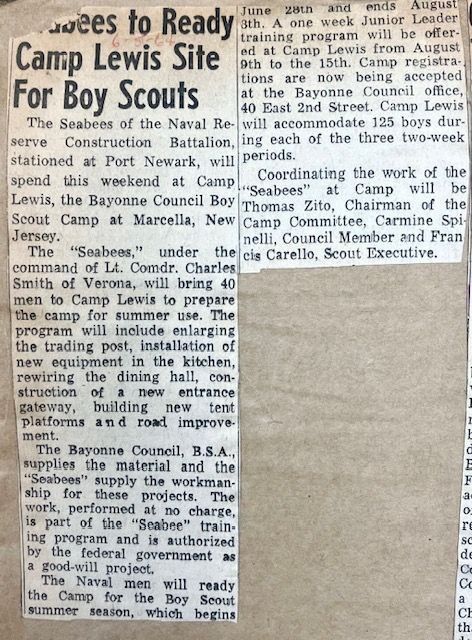 to Ready
Camp Lewis Site
For Boy Scouts
The Seabees of the Naval Re-
serve Construction Battalion,
stationed at Port Newark, will
spend this weekend at Camp
Lewis, the Bayonne Council Boy
Scout Camp at Marcella, New
Jersey.
The "Seabees," under the
command of Lt. Comdr. Charles
Smith of Verona, will bring 40
men to Camp Lewis to prepare
the camp for summer use. The
program will include enlarging
the trading post, installation of
new equipment in the kitchen,
rewiring the dining hall, con-
struction of a new entrance
gateway, building new tent
platforms and road improve-
ment.
The Bayonne Council, B.S.A.,
supplies the material and the
"Seabees" supply the workman-
ship for these projects. The
work, performed at no charge,
is part of the "Seabee" train-
ing program and is authorized
by the federal government as
a good-will project.
The Naval men will ready
the Camp for the Boy Scout
summer season, which begins
June 28th and ends August
8th. A one week Junior Leader
training program will be offer-
ed at Camp Lewis from August
9th to the 15th. Camp registra-
tions are now being accepted
at the Bayonne Council office,
40 East 2nd Street. Camp Lewis
will accommodate 125 boys dur-
ing each of the three two-week
periods.
Coordinating the work of the
"Seabees" at Camp will be
Thomas Zito, Chairman of the
Camp Committee, Carmine Spi
nelli, Council Member and Fran
cis Carello, Scout Executive.